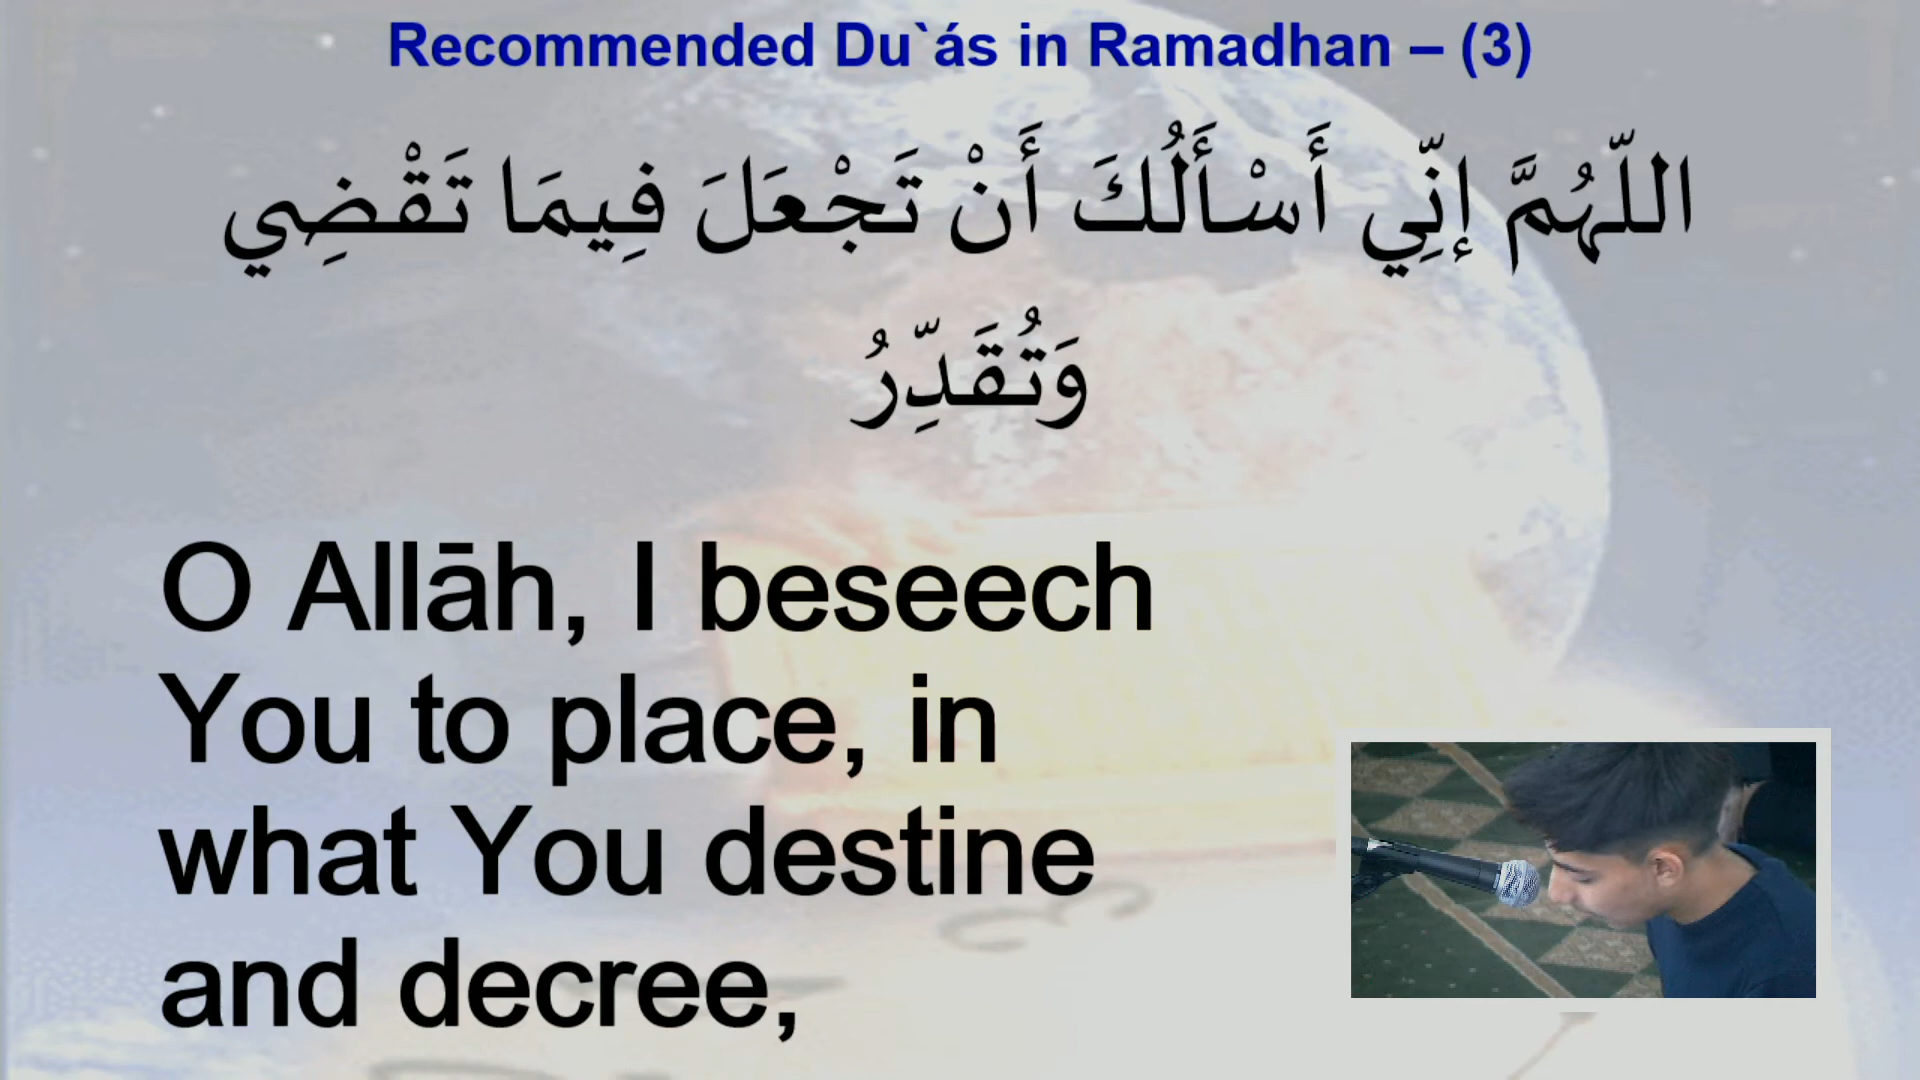 Recommended Du`ás in Ramadhan – (3)
اللّهُمَّ إنِّي أَسْأَلُكَ أَنْ تَجْعَلَ فِيمَا تَقْضِي
وَتُقَدِّرُ
O Allāh, I beseech
You to place, in
what You destine
and decree,